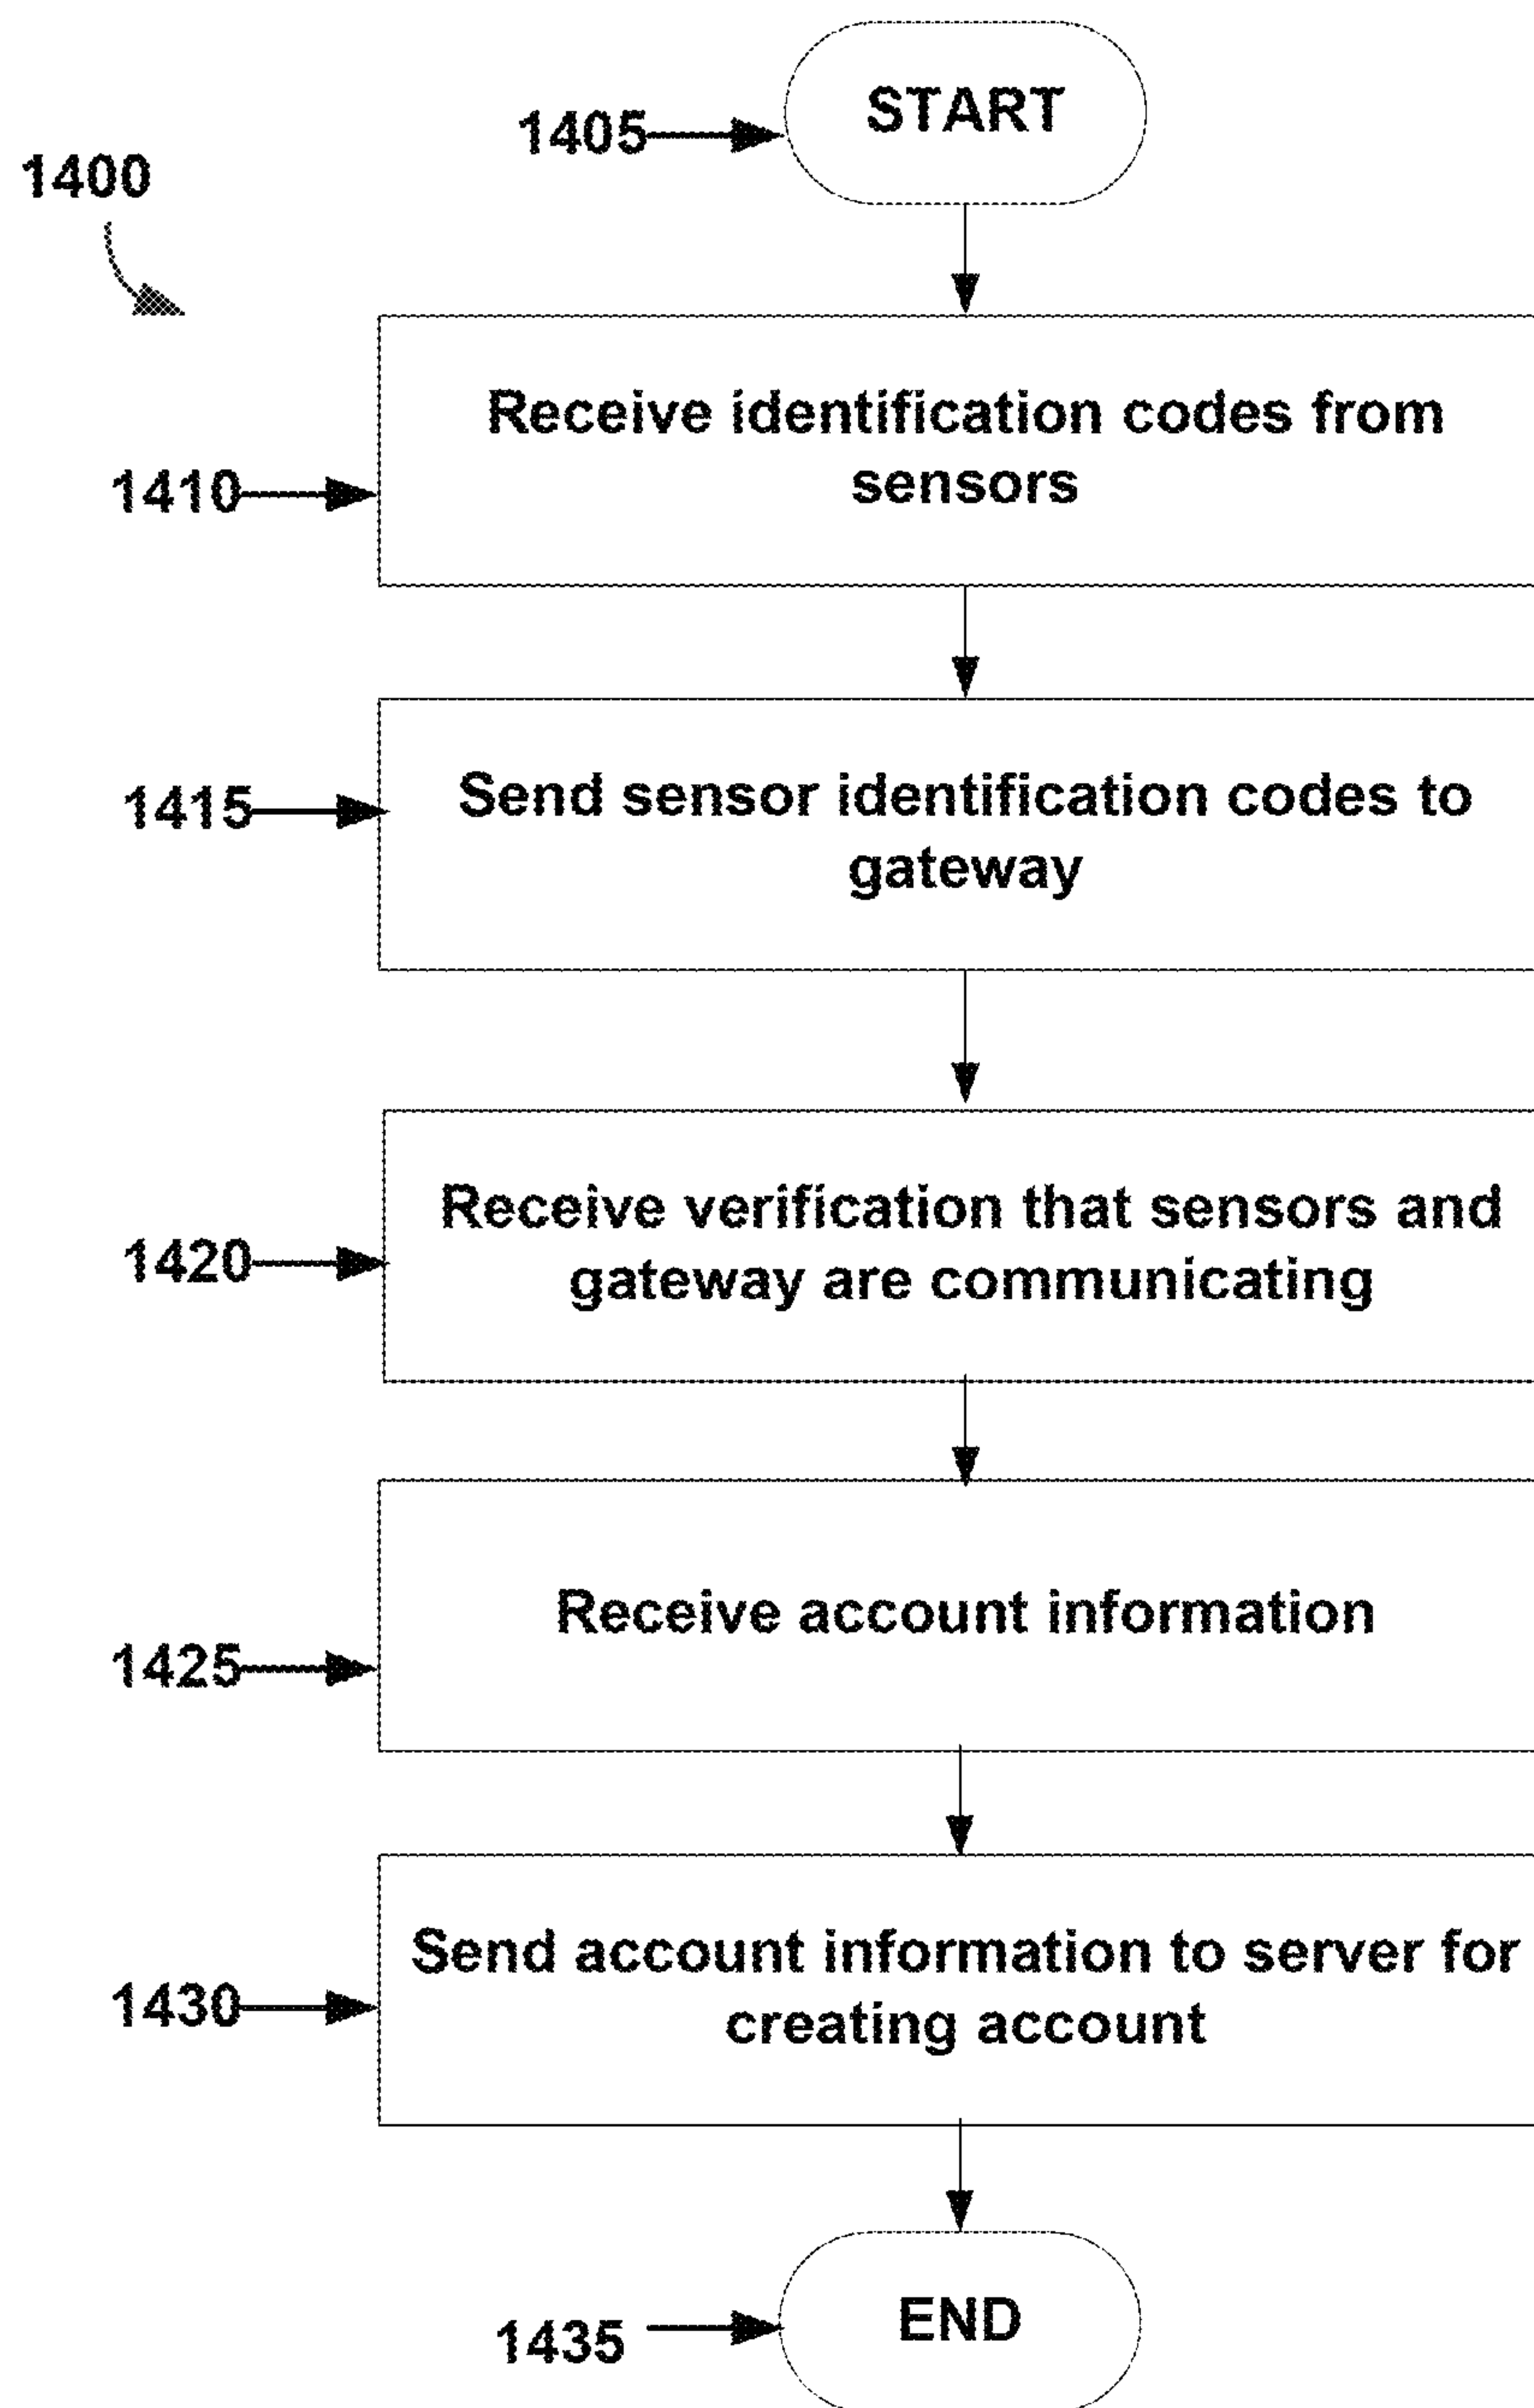 START
1405
1400
Receive identification codes from
sensors
1410
Send sensor identification codes to
gateway
1415
Receive verification that sensors and
gateway are communicating
1420
Receive account information
1425
Send account information to server for
creating account
1430
END
1435